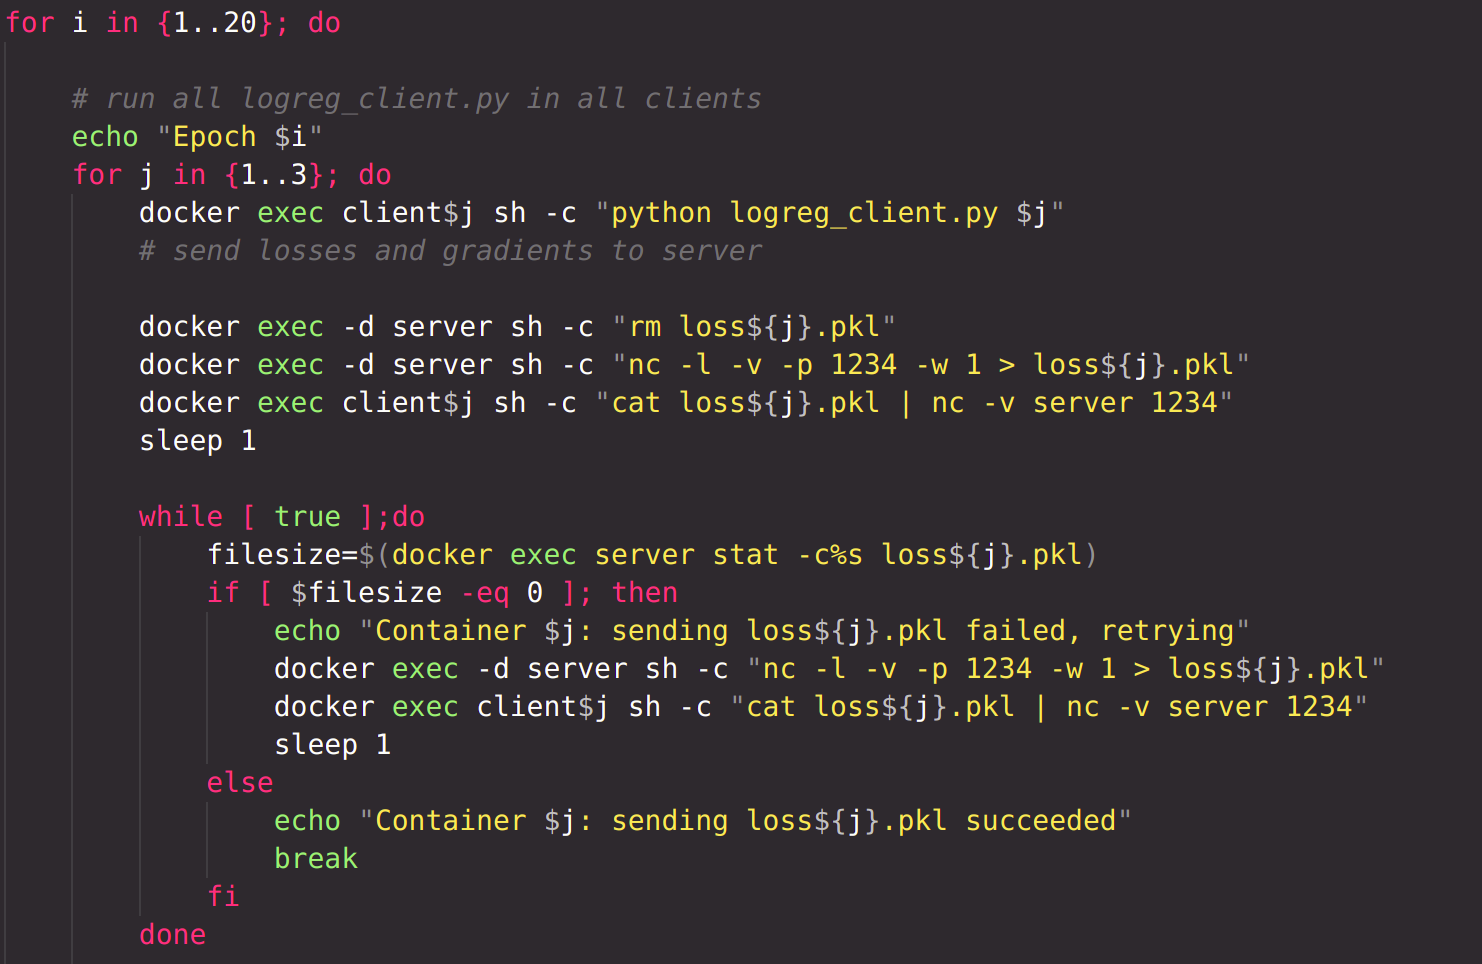 for i in {1..20}; do
# run all logreg_client.py in all clients
echo "Epoch $i"
for j in {1..3}; do
docker exec client$j sh -c "python logreg_client.py $j"
# send losses and gradients to server
docker exec -d server sh -c "rm loss${j}.pkl"
docker exec -d server sh -c "nc -l -v -p 1234 -w 1 > loss${j}.pkl"
docker exec client$j sh -c "cat loss${j}.pkl | nc -v server 1234"
sleep 1
while [ true ];do
filesize=$(docker exec server stat -c%s loss${j}.pkl)
if [ $filesize -eq 0 ]; then
echo "Container $j: sending loss${j}.pkl failed, retrying"
docker exec -d server sh -c "nc -l -v -p 1234 -w 1 > loss${j}.pkl"
docker exec client$j sh -c "cat loss${j}.pkl | nc -v server 1234"
sleep 1
else
echo "Container $j: sending loss${j}.pkl succeeded"
break
fi
done